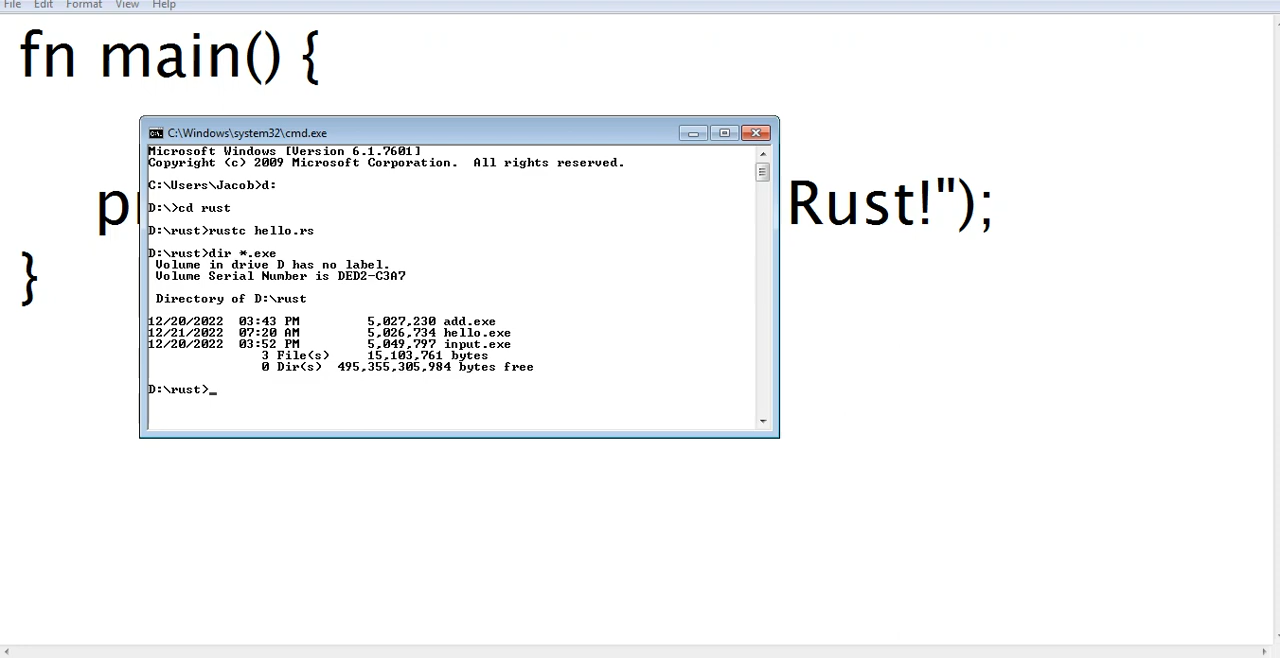 File Edit Format View Help
fn main() {
C:\Windows\system32\cmd.exe
Microsoft Windows [Version 6.1.7601]
Copyright (c) 2009 Microsoft Corporation.  All rights reserved.
C:\Users\Jacob>d:
D:\>cd rust
D:\rust>rustc hello.rs
D:\rust>dir *.exe
Volume in drive D has no label.
Volume Serial Number is DED2-C3A7
Directory of D:\rust
12/20/2022  03:43 PM         5,027,230 add.exe
12/21/2022  07:20 AM         5,026,734 hello.exe
12/20/2022  03:52 PM         5,049,797 input.exe
3 File(s)     15,103,761 bytes
0 Dir(s)  495,355,305,984 bytes free
D:\rust>_
Rust!");
}